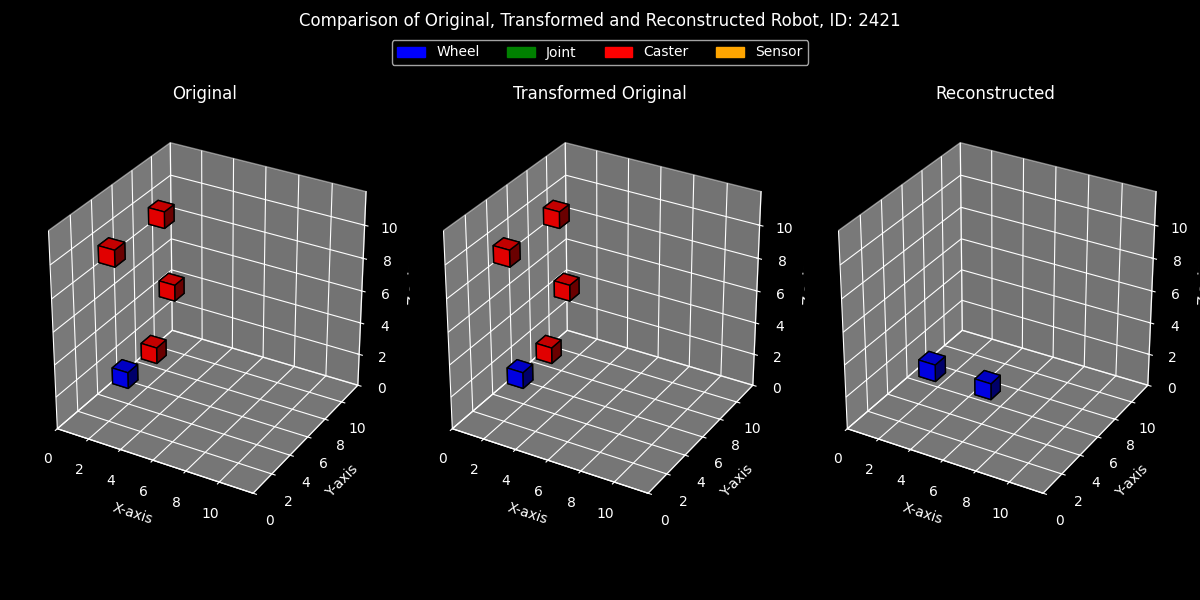 Comparison of Original, Transformed and Reconstructed Robot, ID: 2421
Wheel Joint Caster Sensor
Original
Transformed Original
Reconstructed
0 2 4 6 8 10
X-axis
0 2 4 6 8 10
Y-axis
0 2 4 6 8 10
0 2 4 6 8 10
X-axis
0 2 4 6 8 10
Y-axis
0 2 4 6 8 10
0 2 4 6 8 10
X-axis
0 2 4 6 8 10
Y-axis
0 2 4 6 8 10